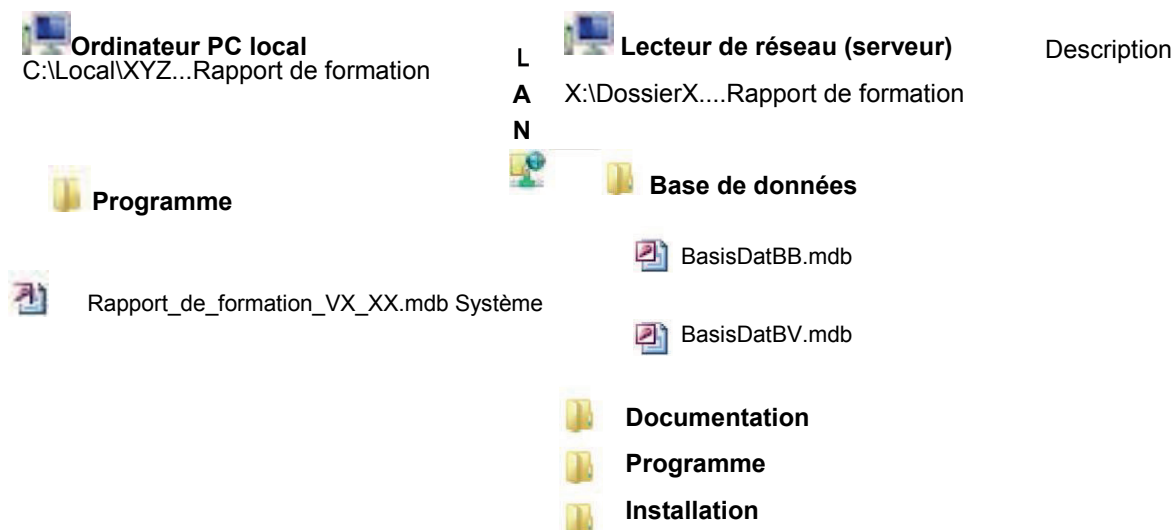 Ordinateur PC local
C:\Local\XYZ...Rapport de formation
Programme
Rapport_de_formation_VX_XX.mdb Système
L
A
N
Lecteur de réseau (serveur)
X:\DossierX....Rapport de formation
Base de données
BasisDatBB.mdb
BasisDatBV.mdb
Documentation
Programme
Installation
Description